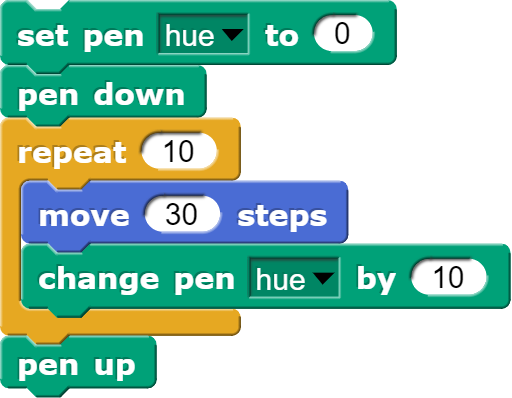 set pen hue to 0
pen down
repeat 10
move 30 steps
change pen hue by 10
pen up